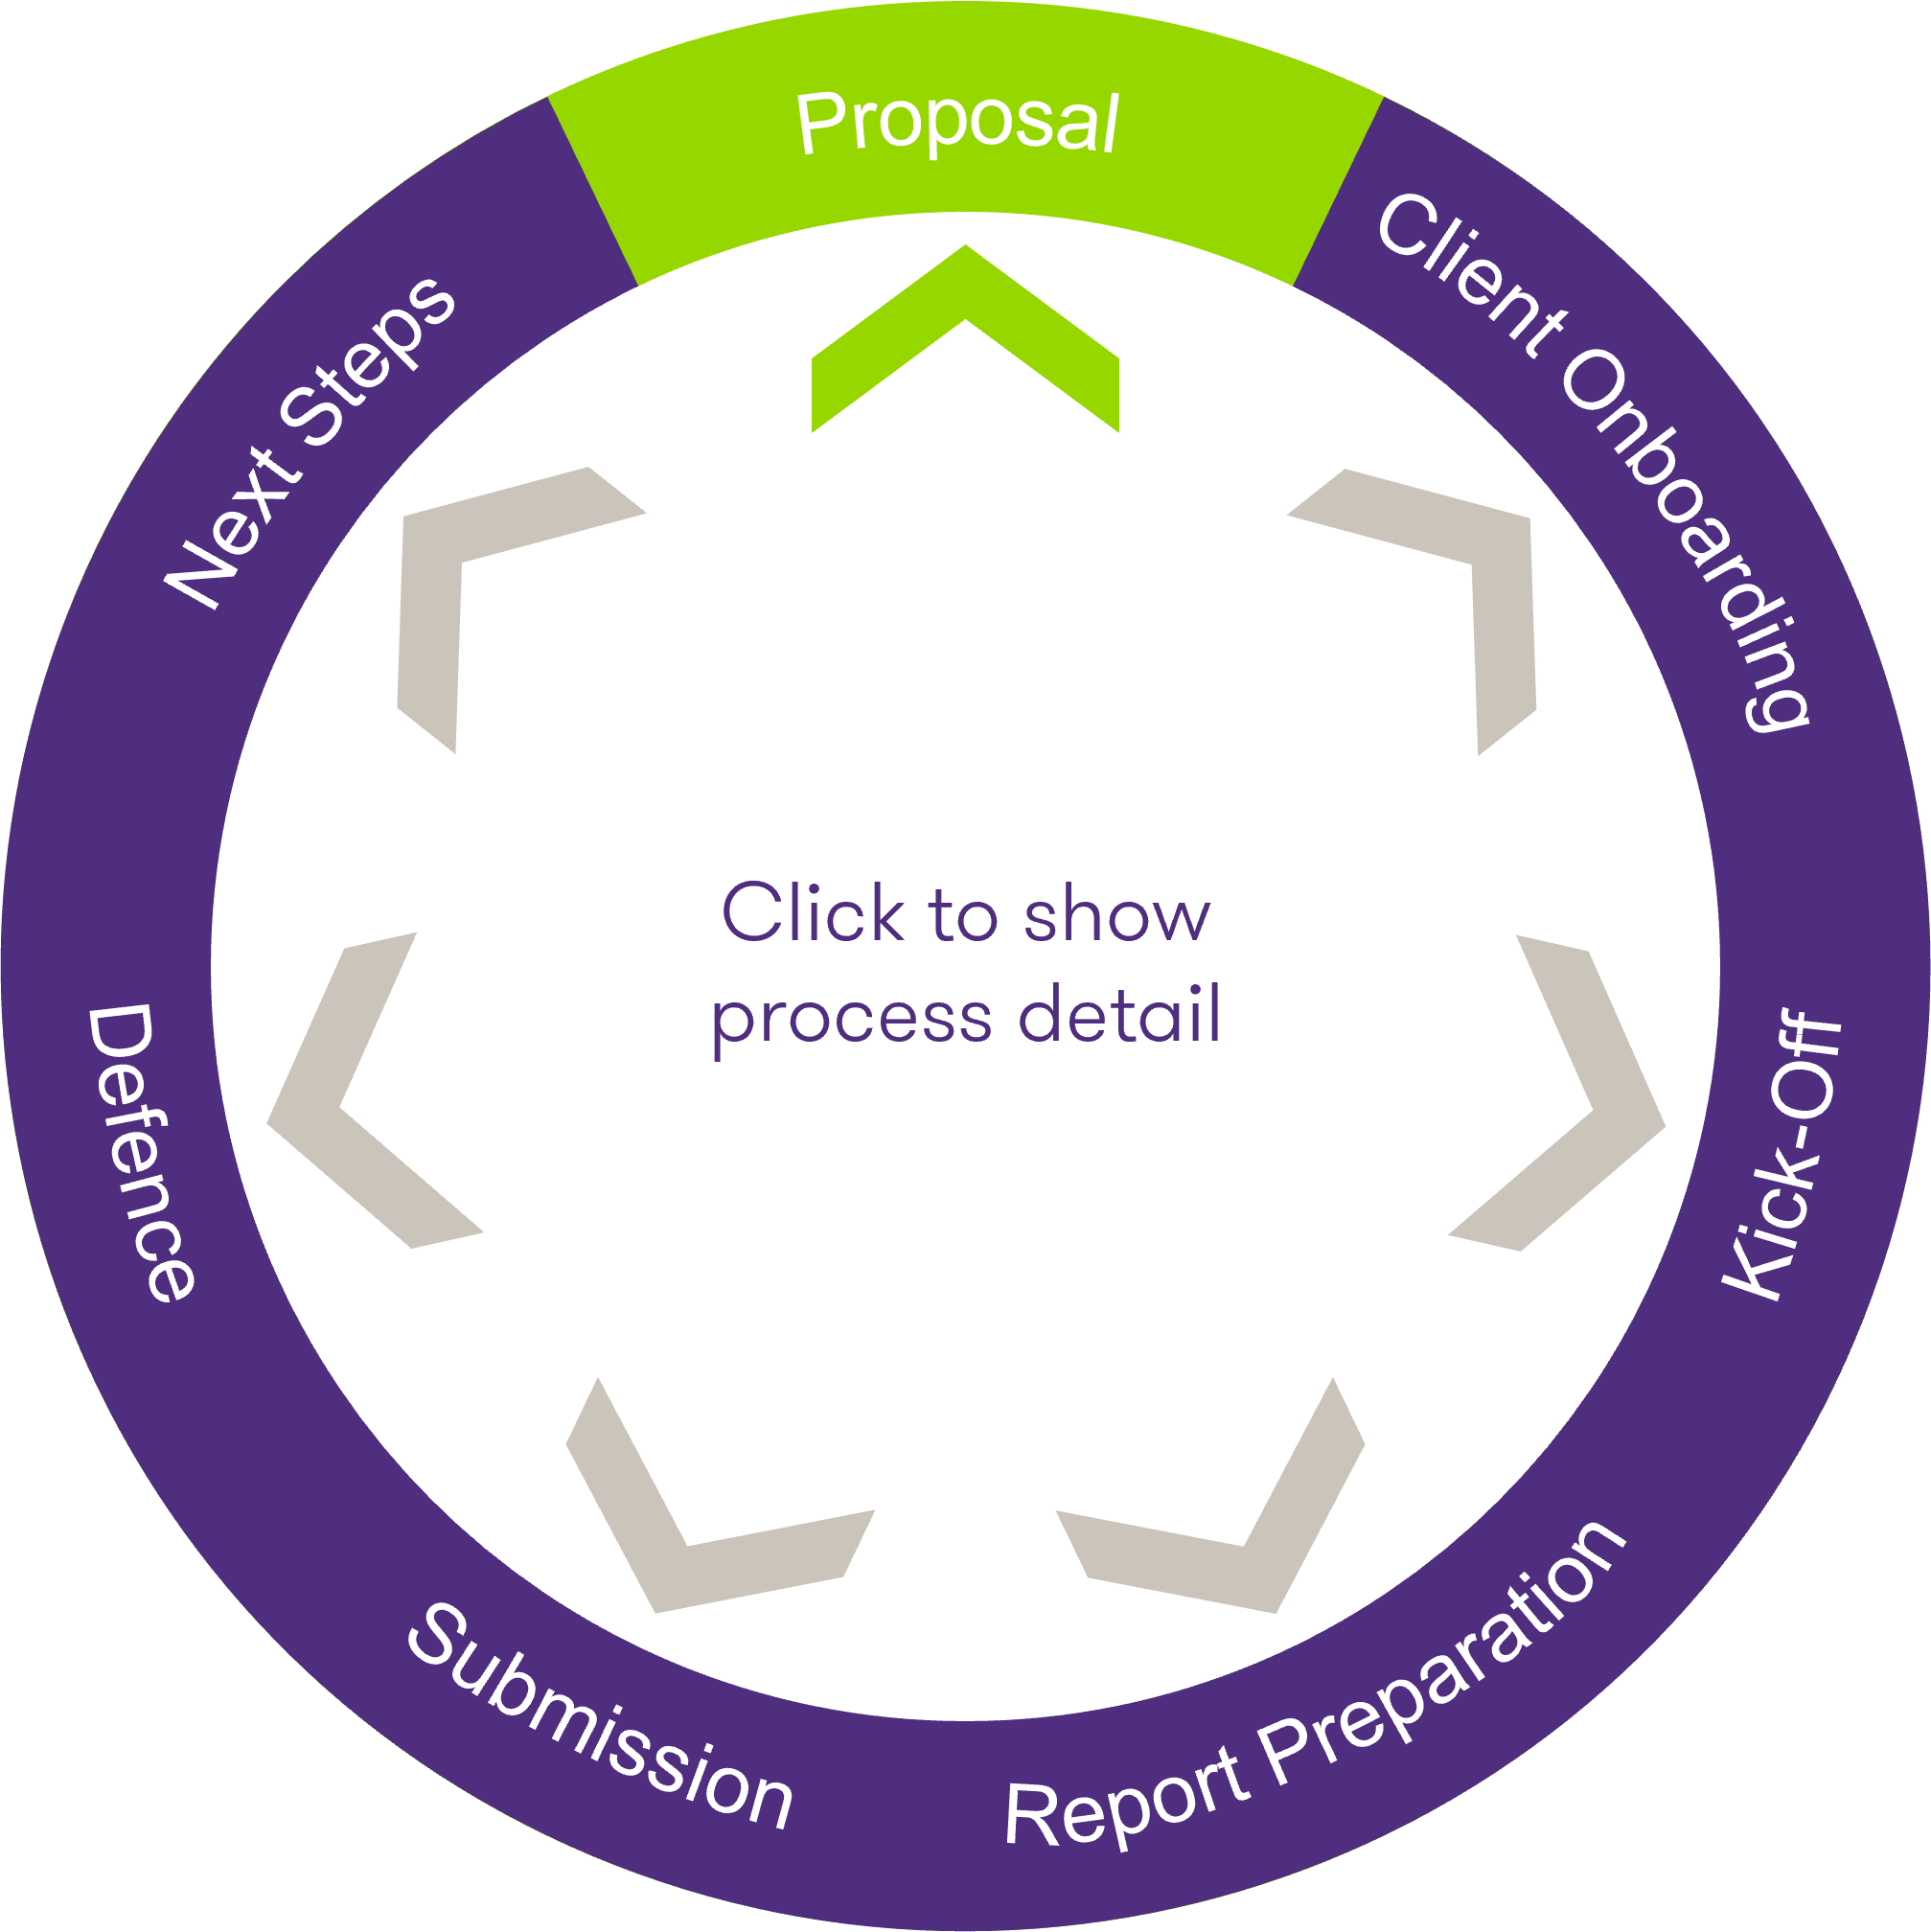 Proposal
Client Onboarding
Kick-Off
Report Preparation
Submission
Defence
Next Steps
Click to show
process detail